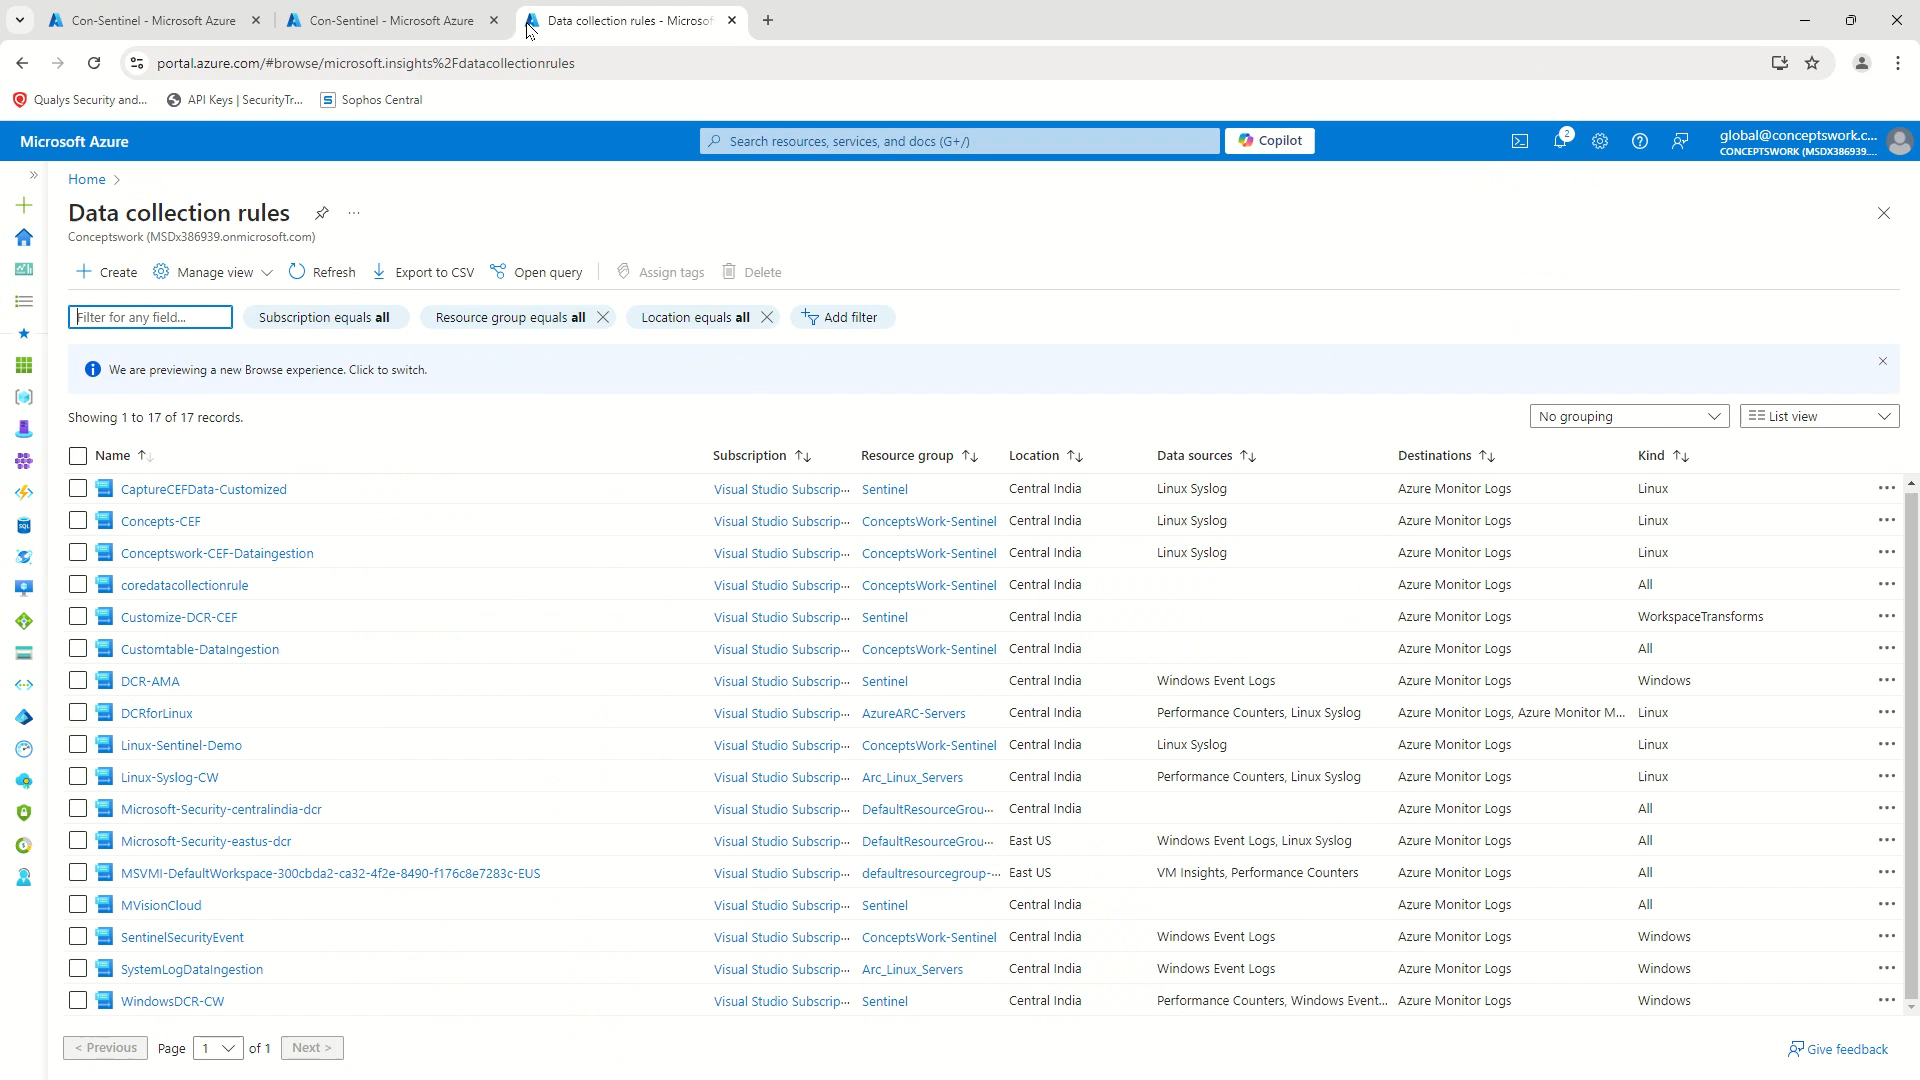 Con-Sentinel - Microsoft Azure
Con-Sentinel - Microsoft Azure
Data collection rules - Microsof
portal.azure.com/#browse/microsoft.insights%2Fdatacollectionrules
Qualys Security and...
API Keys | SecurityTr...
Sophos Central
Microsoft Azure
Search resources, services, and docs (G+/)
Copilot
2
global@conceptswork.c...
CONCEPTSWORK (MSDX386939....
Home
Data collection rules
Conceptswork (MSDx386939.onmicrosoft.com)
Create
Manage view
Refresh
Export to CSV
Open query
Assign tags
Delete
Filter for any field...
Subscription equals all
Resource group equals all
Location equals all
Add filter
We are previewing a new Browse experience. Click to switch.
Showing 1 to 17 of 17 records.
No grouping
List view
Name Subscription Resource group Location Data sources Destinations Kind
CaptureCEFData-Customized Visual Studio Subscrip... Sentinel Central India Linux Syslog Azure Monitor Logs Linux
Concepts-CEF Visual Studio Subscrip... ConceptsWork-Sentinel Central India Linux Syslog Azure Monitor Logs Linux
Conceptswork-CEF-Dataingestion Visual Studio Subscrip... ConceptsWork-Sentinel Central India Linux Syslog Azure Monitor Logs Linux
coredatacollectionrule Visual Studio Subscrip... ConceptsWork-Sentinel Central India Azure Monitor Logs All
Customize-DCR-CEF Visual Studio Subscrip... Sentinel Central India Azure Monitor Logs WorkspaceTransforms
Customtable-DataIngestion Visual Studio Subscrip... ConceptsWork-Sentinel Central India Azure Monitor Logs All
DCR-AMA Visual Studio Subscrip... Sentinel Central India Windows Event Logs Azure Monitor Logs Windows
DCRforLinux Visual Studio Subscrip... AzureARC-Servers Central India Performance Counters, Linux Syslog Azure Monitor Logs, Azure Monitor M... Linux
Linux-Sentinel-Demo Visual Studio Subscrip... ConceptsWork-Sentinel Central India Linux Syslog Azure Monitor Logs Linux
Linux-Syslog-CW Visual Studio Subscrip... Arc_Linux_Servers Central India Performance Counters, Linux Syslog Azure Monitor Logs Linux
Microsoft-Security-centralindia-dcr Visual Studio Subscrip... DefaultResourceGrou... Central India Azure Monitor Logs All
Microsoft-Security-eastus-dcr Visual Studio Subscrip... DefaultResourceGrou... East US Windows Event Logs, Linux Syslog Azure Monitor Logs All
MSVMI-DefaultWorkspace-300cbda2-ca32-4f2e-8490-f176c8e7283c-EUS Visual Studio Subscrip... defaultresourcegroup-... East US VM Insights, Performance Counters Azure Monitor Logs All
MVisionCloud Visual Studio Subscrip... Sentinel Central India Azure Monitor Logs All
SentinelSecurityEvent Visual Studio Subscrip... ConceptsWork-Sentinel Central India Windows Event Logs Azure Monitor Logs Windows
SystemLogDataIngestion Visual Studio Subscrip... Arc_Linux_Servers Central India Windows Event Logs Azure Monitor Logs Windows
WindowsDCR-CW Visual Studio Subscrip... Sentinel Central India Performance Counters, Windows Event... Azure Monitor Logs Windows
< Previous
Page 1 of 1
Next >
Give feedback